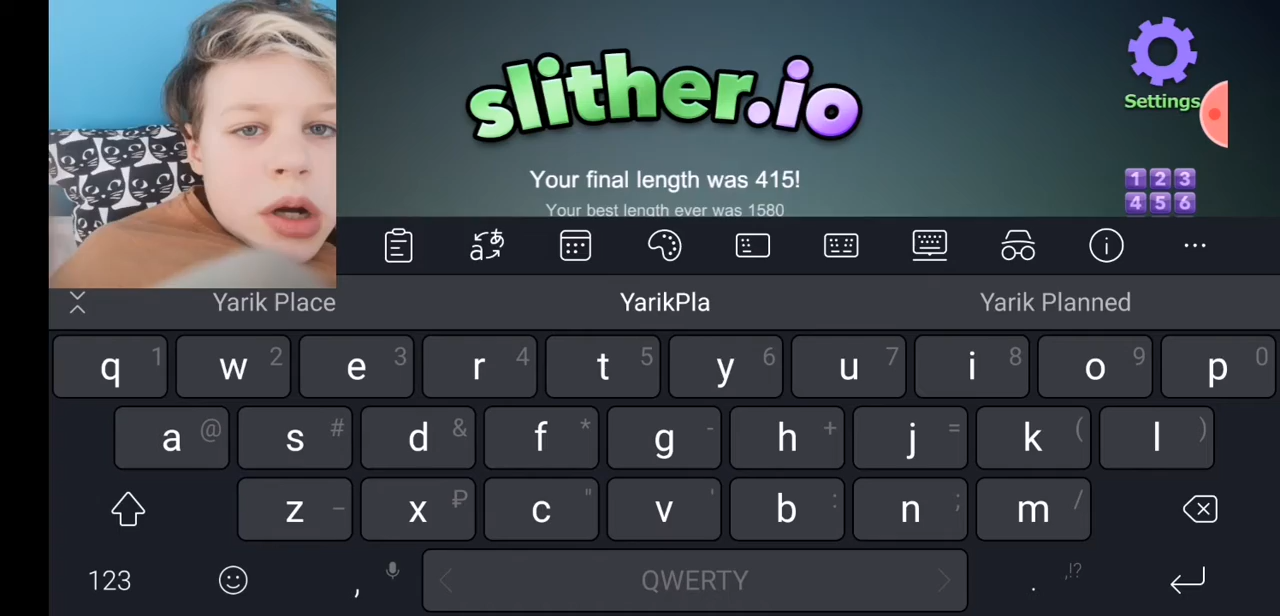 slither.io
Settings
Your final length was 415!
Your best length ever was 1580
1 2 3
4 5 6
Yarik Place YarikPla Yarik Planned
q 1 w 2 e 3 r 4 t 5 y 6 u 7 i 8 o 9 p 0
a @ s # d & f * g - h + j = k ( l )
z – x ₽ c " v ' b : n ; m /
123 , QWERTY . ,!?